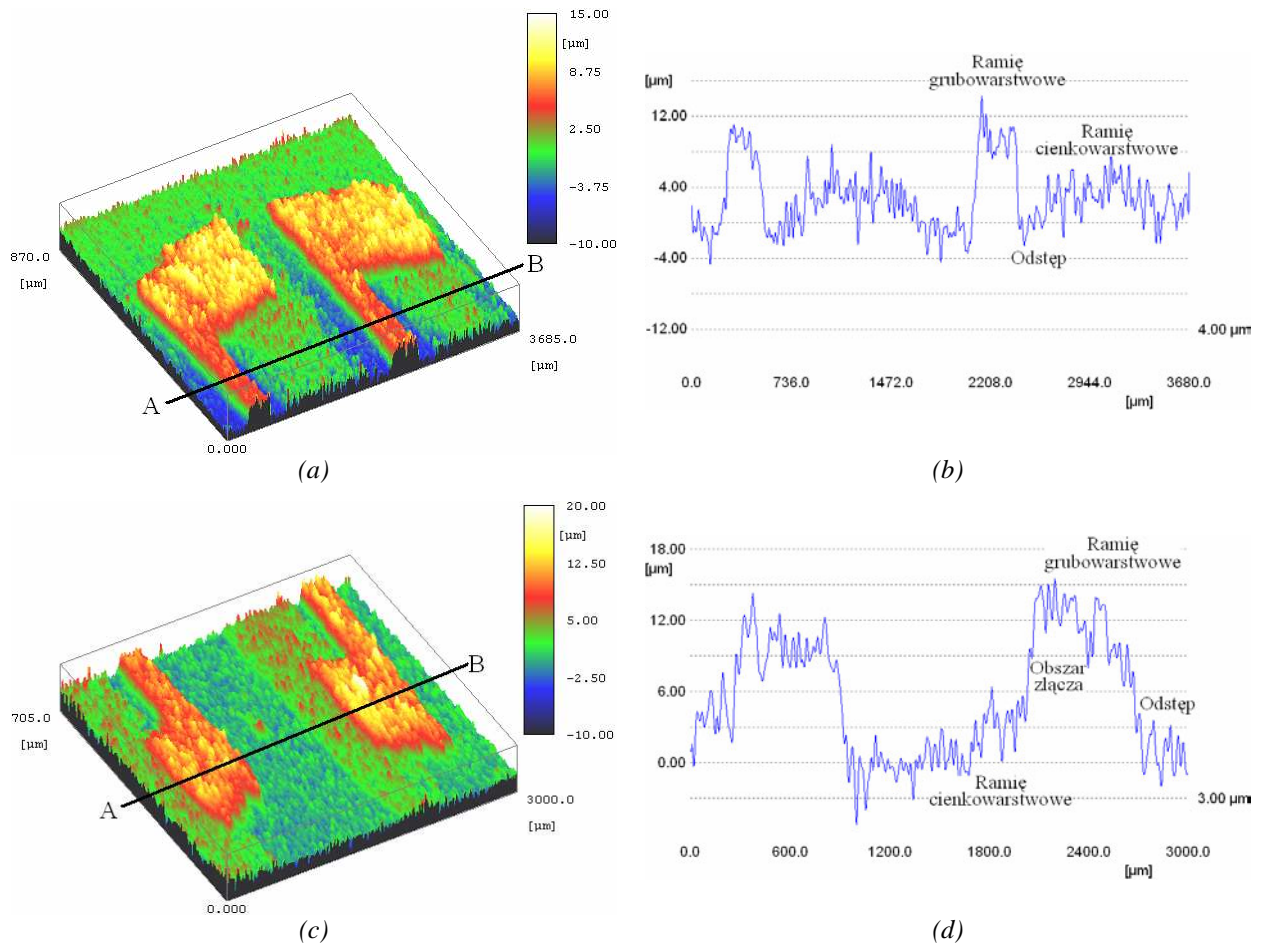 15.00
[µm]
8.75
2.50
-3.75
-10.00
870.0
[µm]
B
3685.0
[µm]
A
0.000
(a)
Ramię
grubowarstwowe
[µm]
12.00
Ramię
cienkowarstwowe
4.00
Odstęp
-4.00
-12.00
4.00 µm
0.0 736.0 1472.0 2208.0 2944.0 3680.0
[µm]
(b)
20.00
[µm]
12.50
5.00
-2.50
-10.00
705.0
[µm]
B
3000.0
[µm]
A
0.000
(c)
Ramię
grubowarstwowe
18.00
[µm]
12.00
Obszar
złącza
6.00
Odstęp
0.00
Ramię
cienkowarstwowe
3.00 µm
0.0 600.0 1200.0 1800.0 2400.0 3000.0
[µm]
(d)